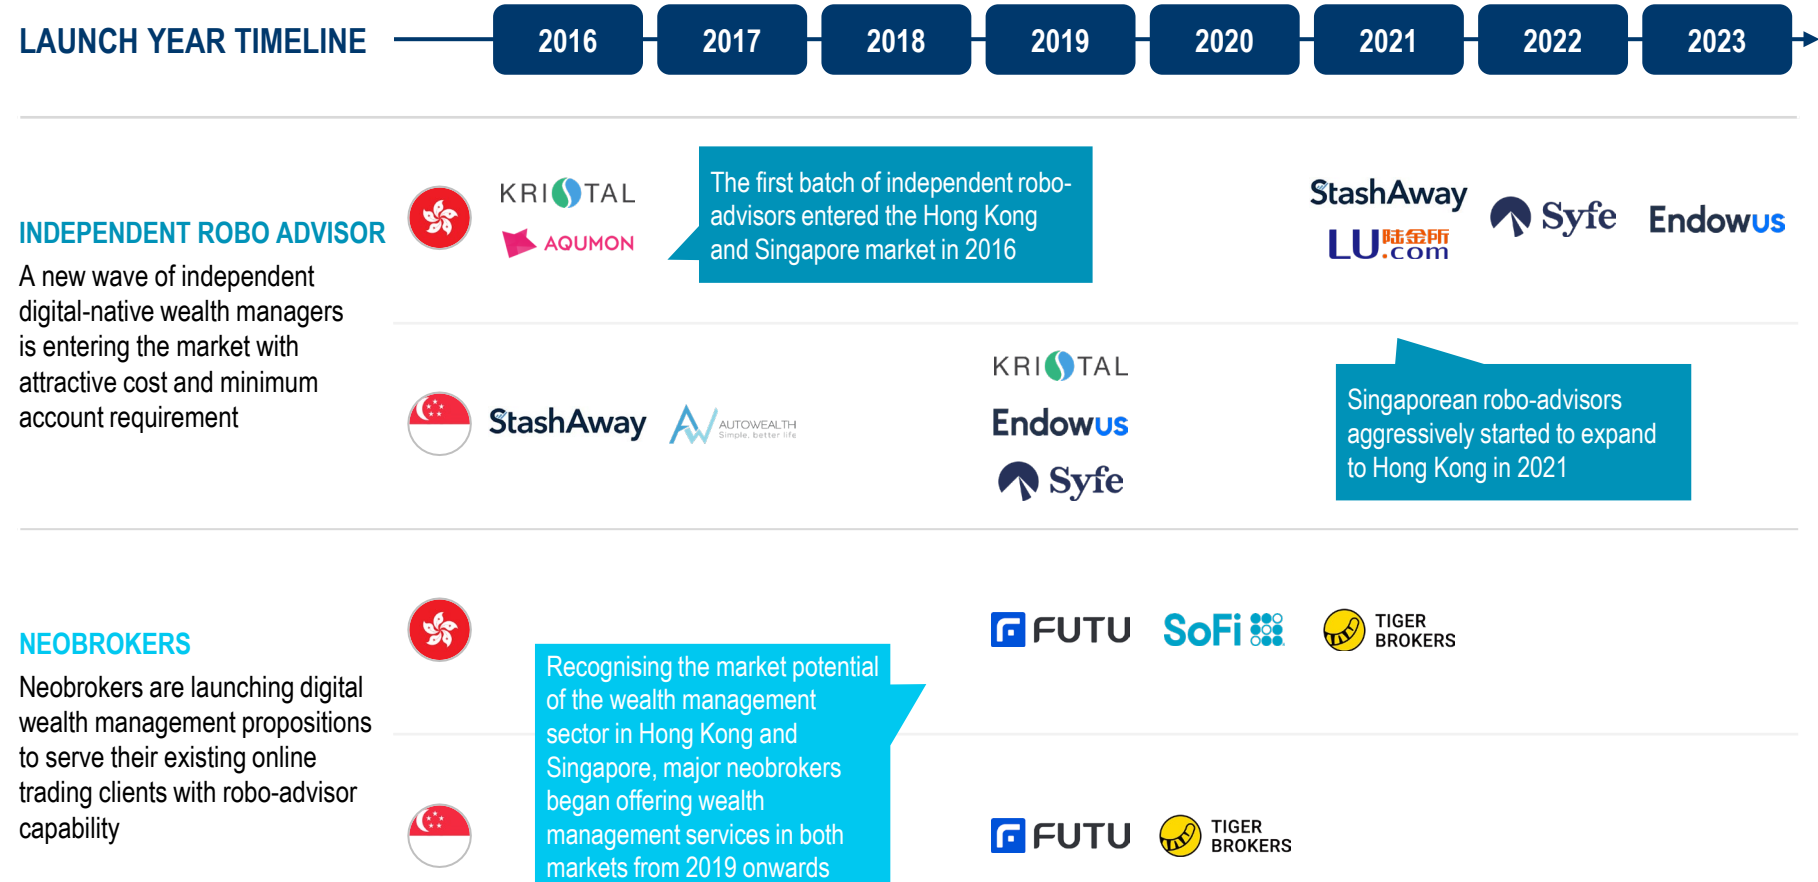 LAUNCH YEAR TIMELINE
2016
2017
2018
2019
2020
2021
2022
2023
INDEPENDENT ROBO ADVISOR
A new wave of independent
digital-native wealth managers
is entering the market with
attractive cost and minimum
account requirement
KRISTAL
AQUMON
The first batch of independent robo-
advisors entered the Hong Kong
and Singapore market in 2016
StashAway
LU.com 陆金所
Syfe
Endowus
StashAway
AW AUTOWEALTH
Simple, better life
KRISTAL
Endowus
Syfe
Singaporean robo-advisors
aggressively started to expand
to Hong Kong in 2021
NEOBROKERS
Neobrokers are launching digital
wealth management propositions
to serve their existing online
trading clients with robo-advisor
capability
Recognising the market potential
of the wealth management
sector in Hong Kong and
Singapore, major neobrokers
began offering wealth
management services in both
markets from 2019 onwards
FUTU
SoFi
TIGER
BROKERS
FUTU
TIGER
BROKERS